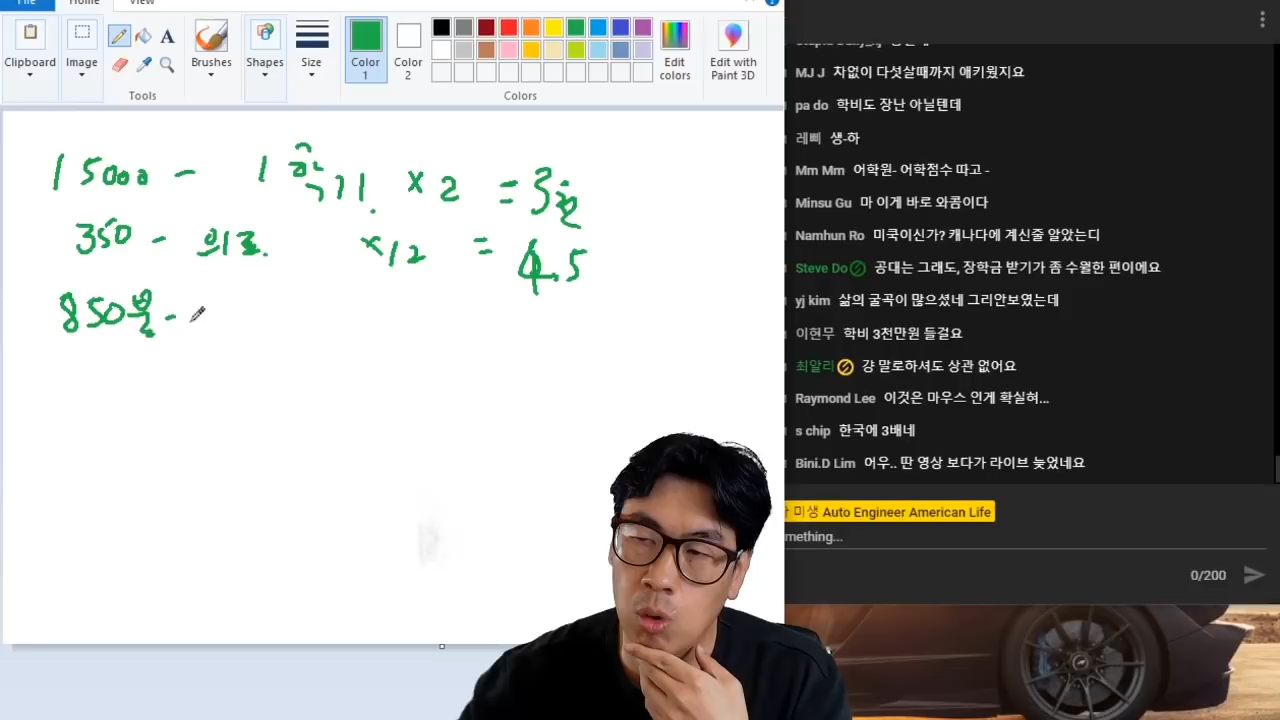 File
Home
View
Clipboard
Image
Tools
Brushes
Shapes
Size
Color 1
Color 2
Edit colors
Edit with Paint 3D
Colors
15000 - 1 학기. × 2 = 3만
350 - 의료. ×12 = 4.5
850월 -
MJ J 차없이 다섯살때까지 애키웠지요
pa do 학비도 장난 아닐텐데
레삐 생-하
Mm Mm 어학원- 어학점수 따고 -
Minsu Gu 마 이게 바로 와콤이다
Namhun Ro 미쿡이신가? 캐나다에 계신줄 알았는디
Steve Do 공대는 그래도, 장학금 받기가 좀 수월한 편이에요
yj kim 삶의 굴곡이 많으셨네 그리안보였는데
이현무 학비 3천만원 들걸요
최알리 걍 말로하셔도 상관 없어요
Raymond Lee 이것은 마우스 인게 확실혀...
s chip 한국에 3배네
Bini.D Lim 어우.. 딴 영상 보다가 라이브 늦었네요
미생 Auto Engineer American Life
mething...
0/200